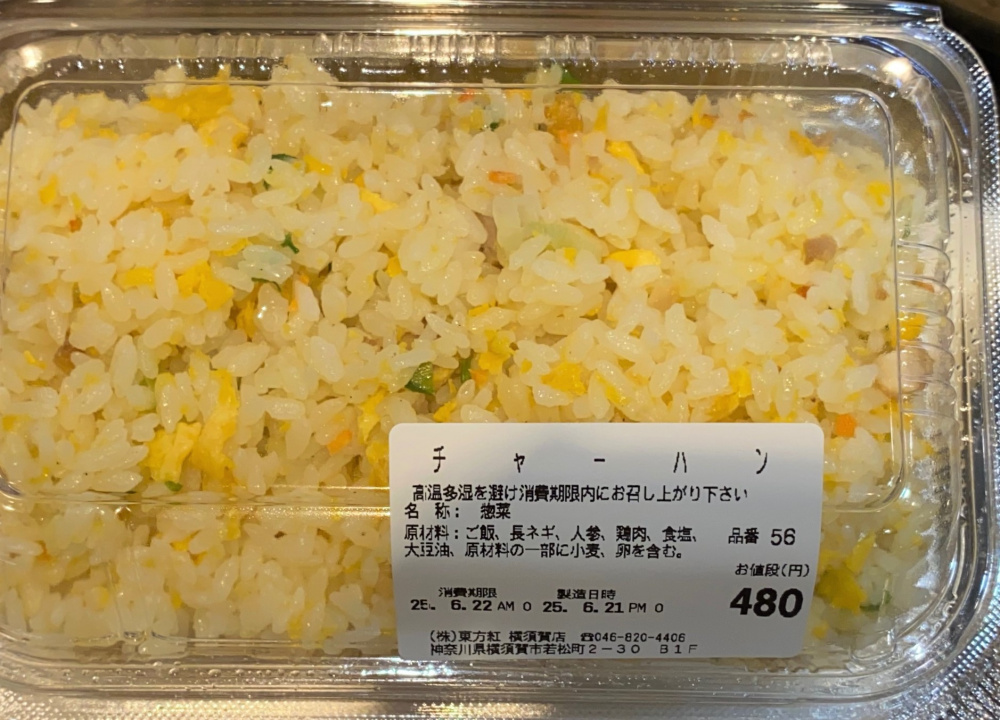 チャーハン
高温多湿を避け消費期限内にお召し上がり下さい
名　称：　惣菜
原材料：ご飯、長ネギ、人参、鶏肉、食塩、
大豆油、原材料の一部に小麦、卵を含む。
品番 56
お値段(円)
480
消費期限　製造日時
25. 6.22 AM 0 25. 6.21 PM 0
(株)東方紅 横須賀店　☎046-820-4406
神奈川県横須賀市若松町2-30　B1F